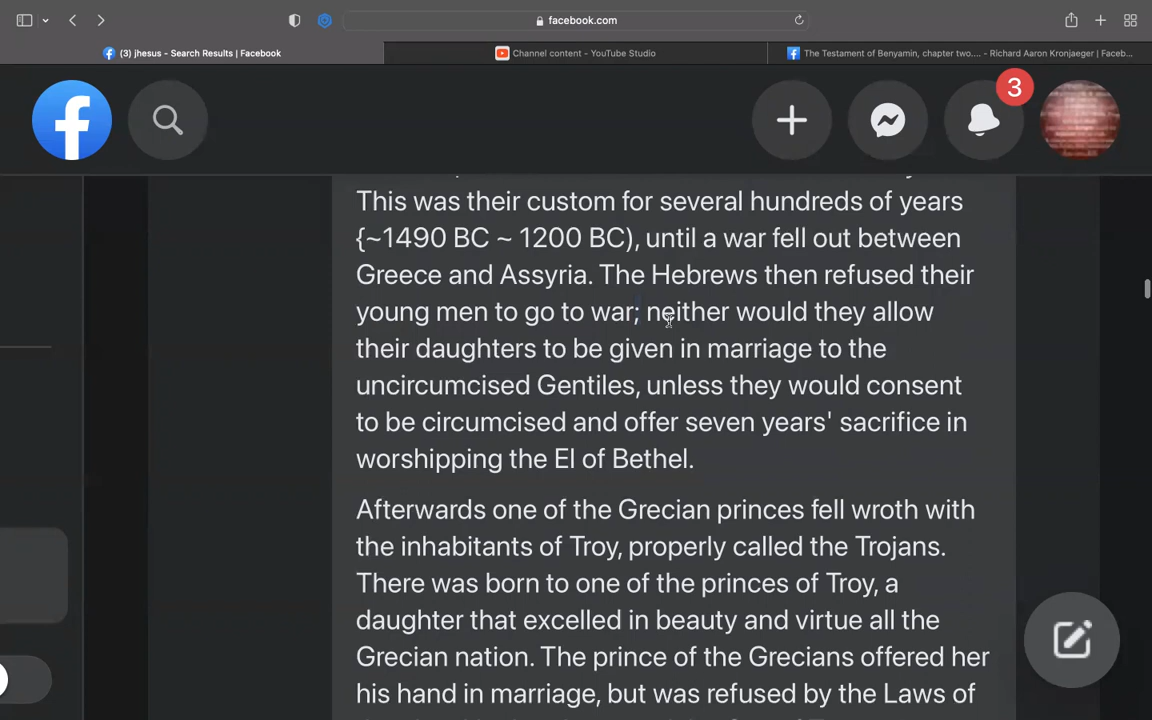 facebook.com
(3) jhesus - Search Results | Facebook
Channel content - YouTube Studio
The Testament of Benyamin, chapter two.... - Richard Aaron Kronjaeger | Faceb...
3
This was their custom for several hundreds of years
{~1490 BC ~ 1200 BC), until a war fell out between
Greece and Assyria. The Hebrews then refused their
young men to go to war; neither would they allow
their daughters to be given in marriage to the
uncircumcised Gentiles, unless they would consent
to be circumcised and offer seven years' sacrifice in
worshipping the El of Bethel.
Afterwards one of the Grecian princes fell wroth with
the inhabitants of Troy, properly called the Trojans.
There was born to one of the princes of Troy, a
daughter that excelled in beauty and virtue all the
Grecian nation. The prince of the Grecians offered her
his hand in marriage, but was refused by the Laws of